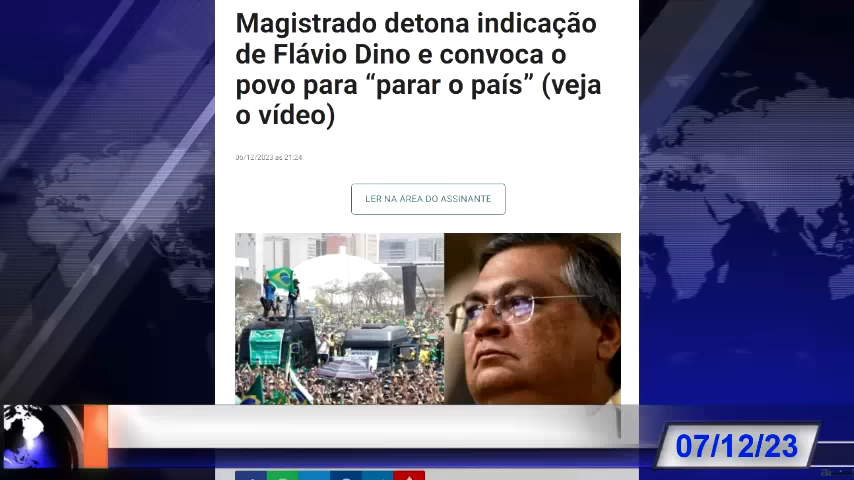 Magistrado detona indicação
de Flávio Dino e convoca o
povo para “parar o país” (veja
o vídeo)
06/12/2023 às 21:24
LER NA ÁREA DO ASSINANTE
07/12/23